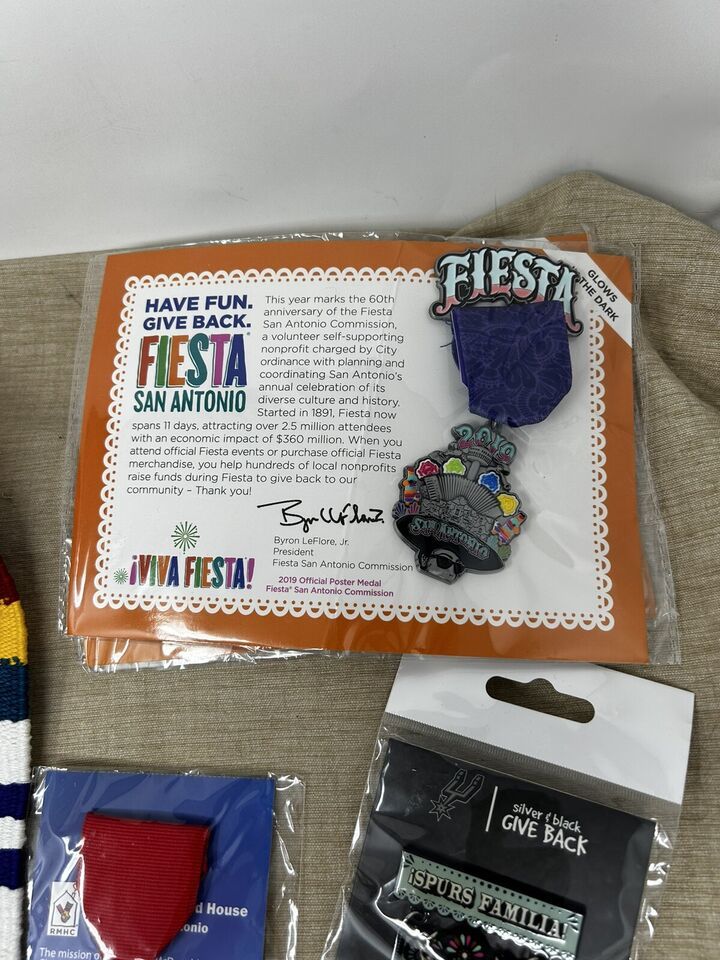 HAVE FUN.
GIVE BACK.
FIESTA
SAN ANTONIO
This year marks the 60th
anniversary of the Fiesta
San Antonio Commission,
a volunteer self-supporting
nonprofit charged by City
ordinance with planning and
coordinating San Antonio's
annual celebration of its
diverse culture and history.
Started in 1891, Fiesta now
spans 11 days, attracting over 2.5 million attendees
with an economic impact of $360 million. When you
attend official Fiesta events or purchase official Fiesta
merchandise, you help hundreds of local nonprofits
raise funds during Fiesta to give back to our
community – Thank you!
Byron LeFlore, Jr.
President
Fiesta San Antonio Commission
¡VIVA FIESTA!
2019 Official Poster Medal
Fiesta® San Antonio Commission
FIESTA
GLOWS
THE DARK
2019
SAN ANTONIO
silver & black
GIVE BACK
¡SPURS FAMILIA!
RMHC
d House
onio
The mission o